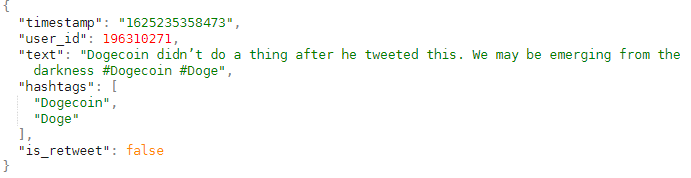 {
"timestamp": "1625235358473",
"user_id": 196310271,
"text": "Dogecoin didn’t do a thing after he tweeted this. We may be emerging from the
darkness #Dogecoin #Doge",
"hashtags": [
"Dogecoin",
"Doge"
],
"is_retweet": false
}